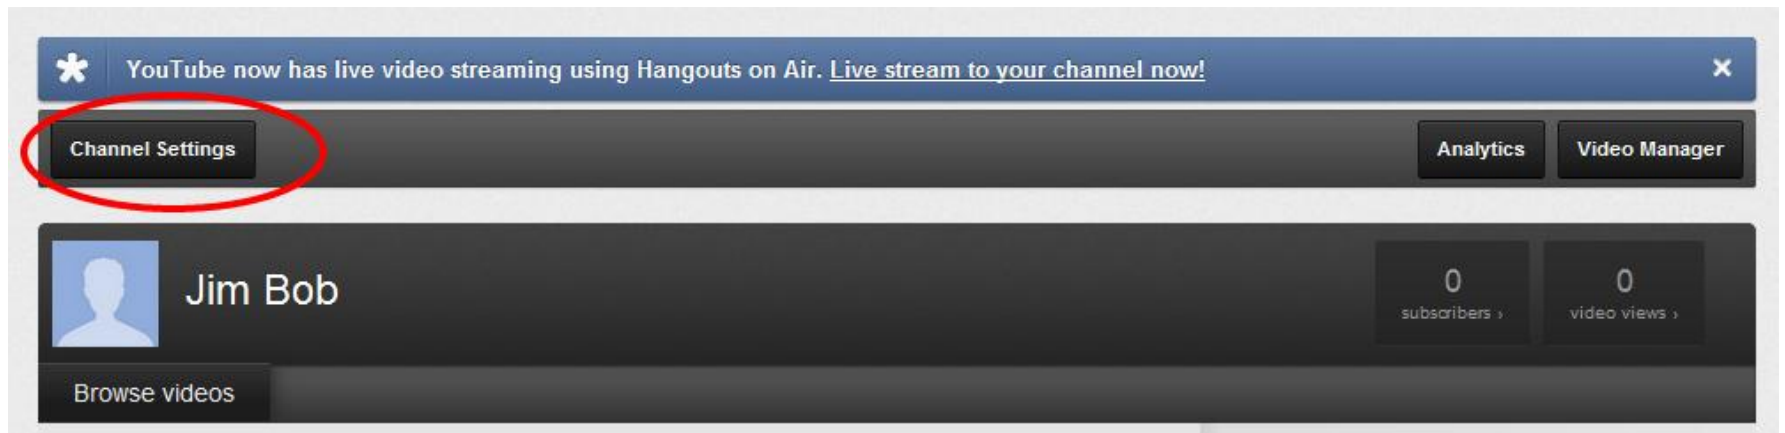 YouTube now has live video streaming using Hangouts on Air. Live stream to your channel now!
Channel Settings
Analytics
Video Manager
Jim Bob
0
subscribers ›
0
video views ›
Browse videos